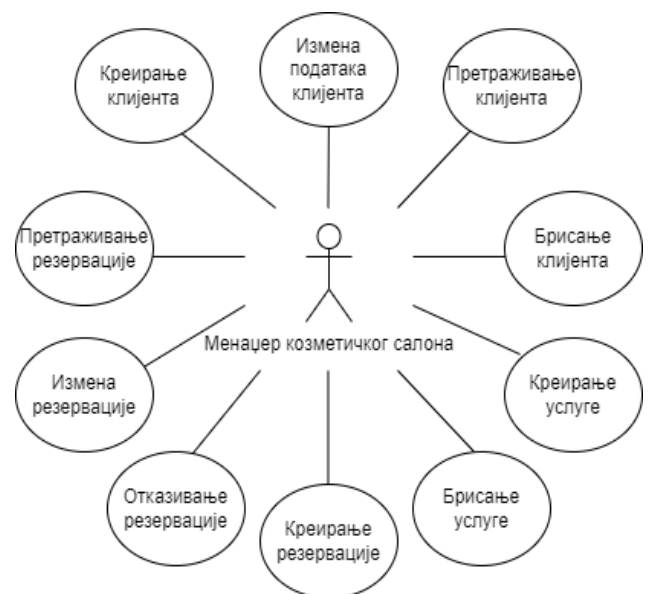 Креирање
клијента
Измена
података
клијента
Претраживање
клијента
Претраживање
резервације
Брисање
клијента
Менаџер козметичког салона
Измена
резервације
Креирање
услуге
Отказивање
резервације
Креирање
резервације
Брисање
услуге